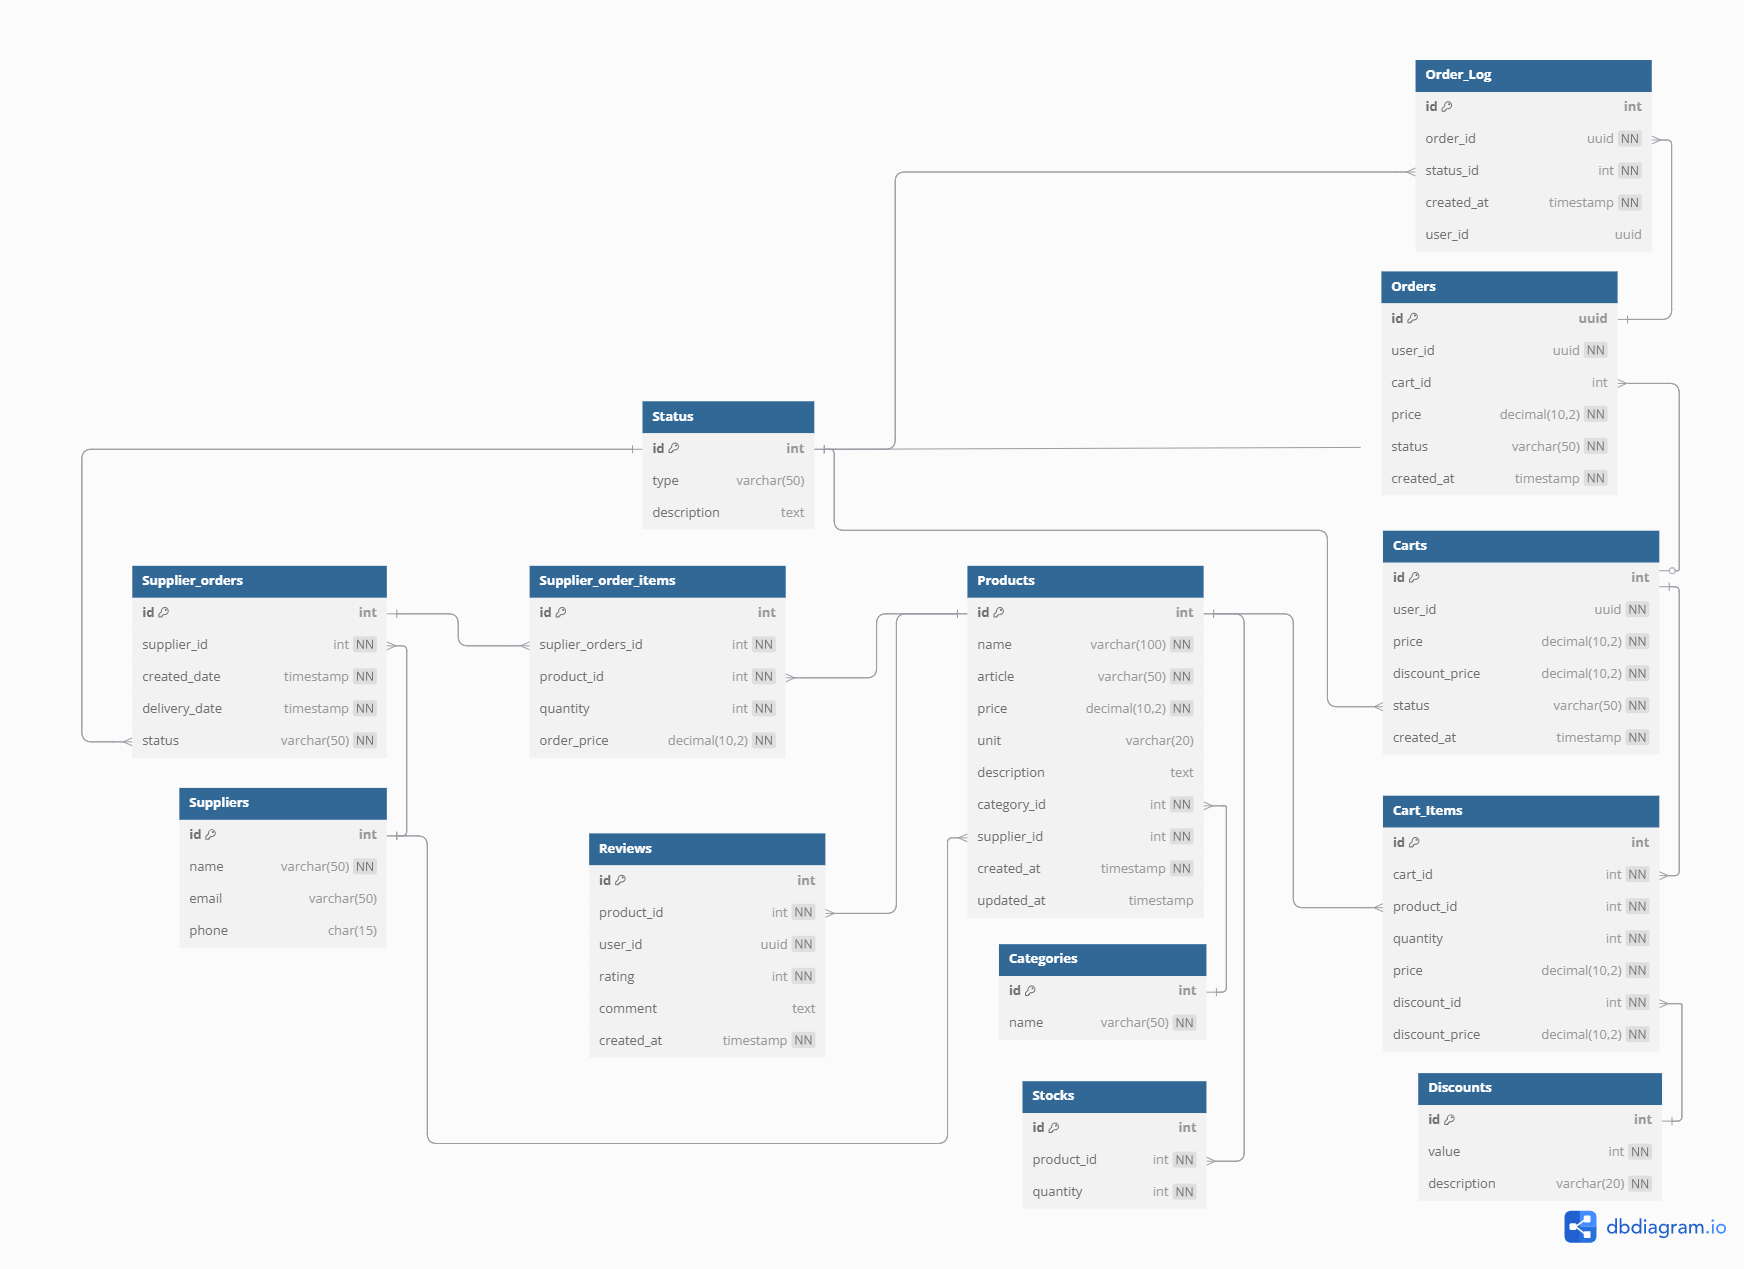 Order_Log
id int
order_id uuid NN
status_id int NN
created_at timestamp NN
user_id uuid
Orders
id uuid
user_id uuid NN
cart_id int
price decimal(10,2) NN
status varchar(50) NN
created_at timestamp NN
Status
id int
type varchar(50)
description text
Supplier_orders
id int
supplier_id int NN
created_date timestamp NN
delivery_date timestamp NN
status varchar(50) NN
Supplier_order_items
id int
suplier_orders_id int NN
product_id int NN
quantity int NN
order_price decimal(10,2) NN
Products
id int
name varchar(100) NN
article varchar(50) NN
price decimal(10,2) NN
unit varchar(20)
description text
category_id int NN
supplier_id int NN
created_at timestamp NN
updated_at timestamp
Carts
id int
user_id uuid NN
price decimal(10,2) NN
discount_price decimal(10,2) NN
status varchar(50) NN
created_at timestamp NN
Suppliers
id int
name varchar(50) NN
email varchar(50)
phone char(15)
Reviews
id int
product_id int NN
user_id uuid NN
rating int NN
comment text
created_at timestamp NN
Categories
id int
name varchar(50) NN
Cart_Items
id int
cart_id int NN
product_id int NN
quantity int NN
price decimal(10,2) NN
discount_id int NN
discount_price decimal(10,2) NN
Stocks
id int
product_id int NN
quantity int NN
Discounts
id int
value int NN
description varchar(20) NN
dbdiagram.io